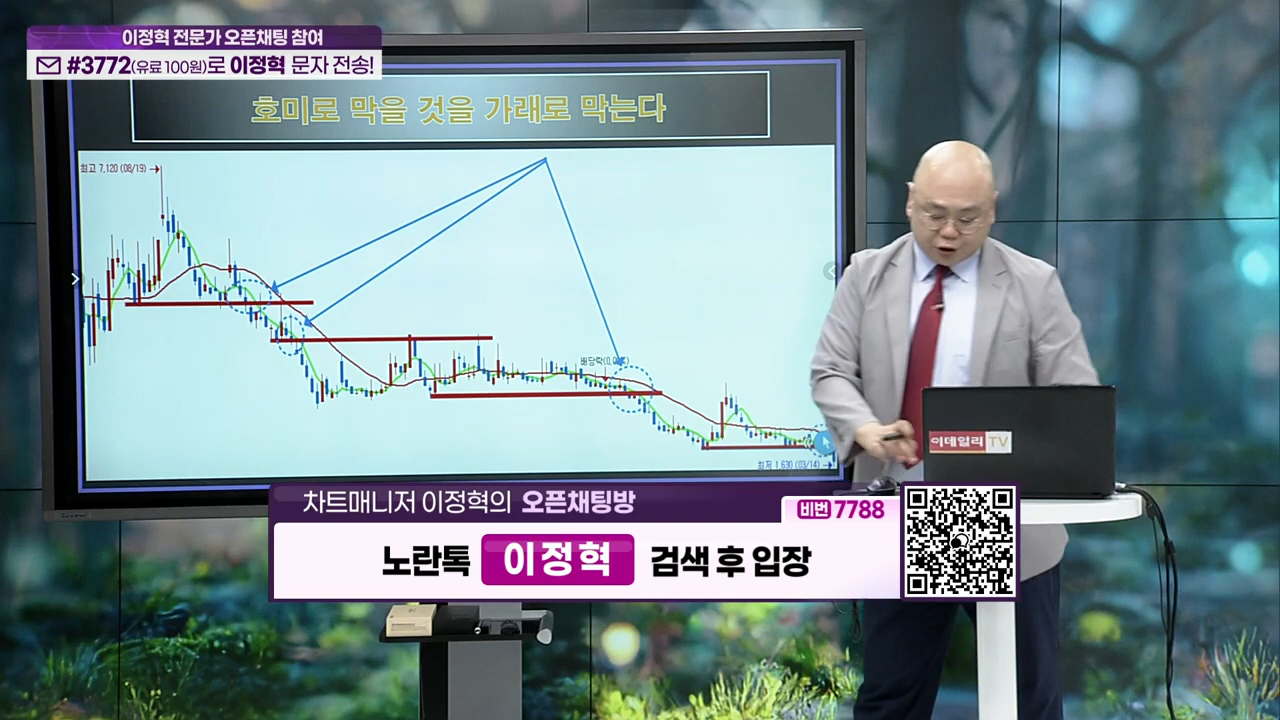 이정혁 전문가 오픈채팅 참여
#3772(유료 100원)로 이정혁 문자 전송!
호미로 막을 것을 가래로 막는다
최고 7,120 (08/19)
최저 1,630 (03/14)
이데일리 TV
차트매니저 이정혁의 오픈채팅방
비번 7788
노란톡 이정혁 검색 후 입장